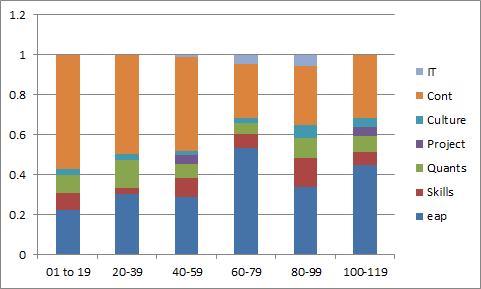 1.2
1
0.8
0.6
0.4
0.2
0
01 to 19 20-39 40-59 60-79 80-99 100-119
IT
Cont
Culture
Project
Quants
Skills
eap